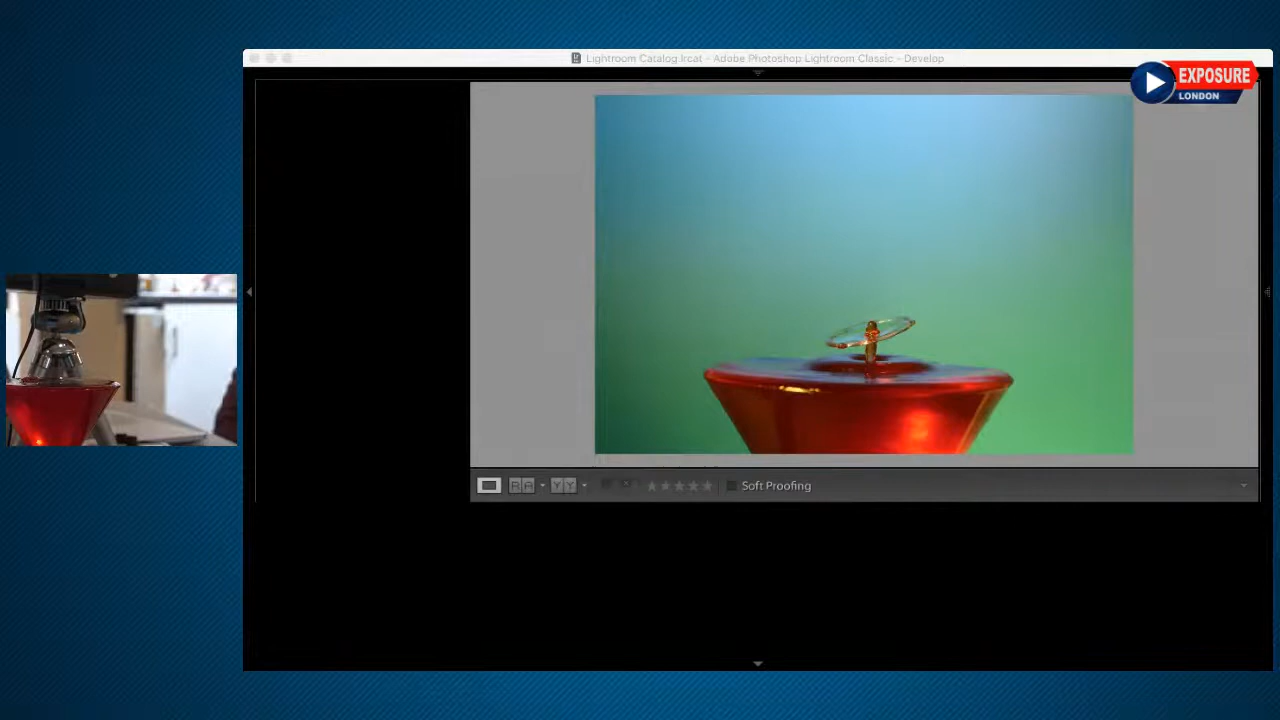 Lightroom Catalog.lrcat - Adobe Photoshop Lightroom Classic - Develop
EXPOSURE
LONDON
R A
Y Y
Soft Proofing